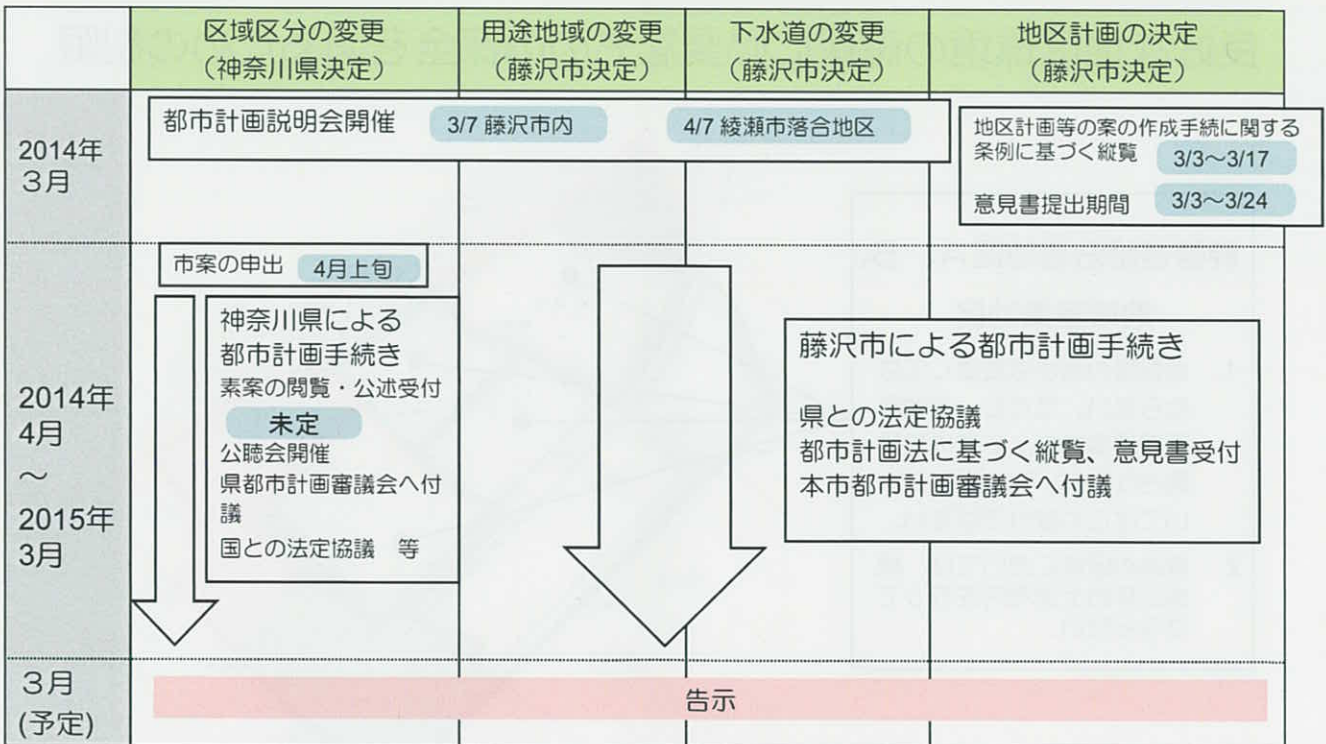 区域区分の変更
（神奈川県決定）
用途地域の変更
（藤沢市決定）
下水道の変更
（藤沢市決定）
地区計画の決定
（藤沢市決定）
2014年
３月
都市計画説明会開催
3/7 藤沢市内
4/7 綾瀬市落合地区
地区計画等の案の作成手続に関する
条例に基づく縦覧 3/3～3/17
意見書提出期間 3/3～3/24
2014年
4月
～
2015年
3月
市案の申出 4月上旬
神奈川県による
都市計画手続き
素案の閲覧・公述受付
未定
公聴会開催
県都市計画審議会へ付
議
国との法定協議 等
藤沢市による都市計画手続き
県との法定協議
都市計画法に基づく縦覧、意見書受付
本市都市計画審議会へ付議
３月
(予定)
告示